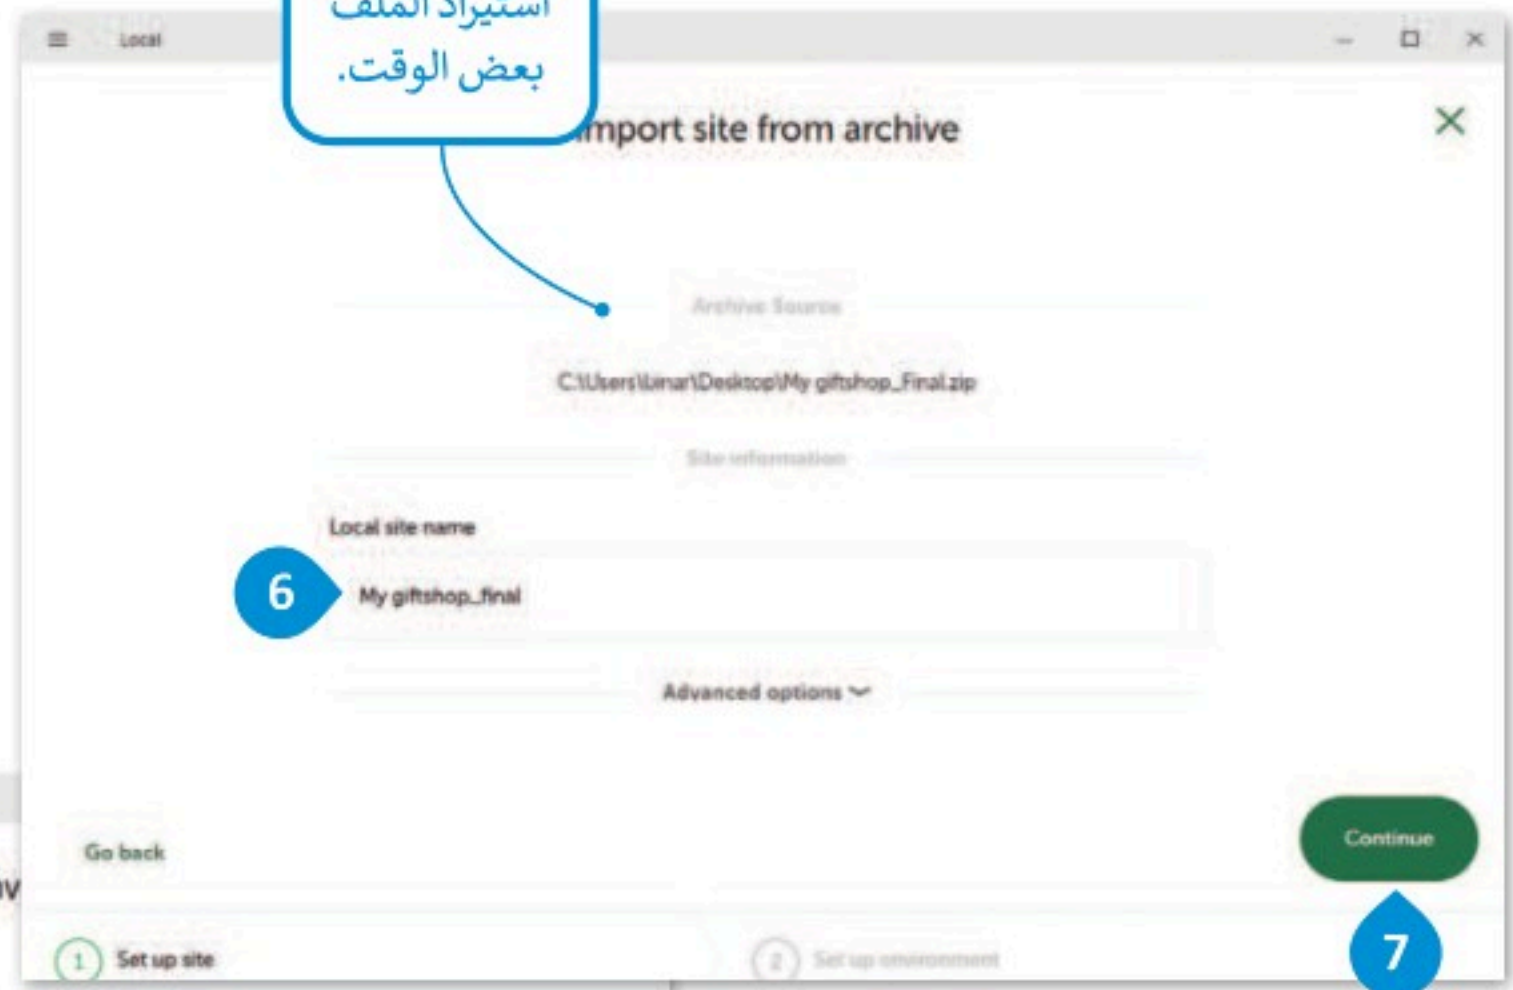 استيراد الملف
بعض الوقت.
Local
Import site from archive
Archive Source
C:\Users\binar\Desktop\My giftshop_Final.zip
Site information
Local site name
6
My giftshop_final
Advanced options
Go back
Continue
1 Set up site
2 Set up environment
7